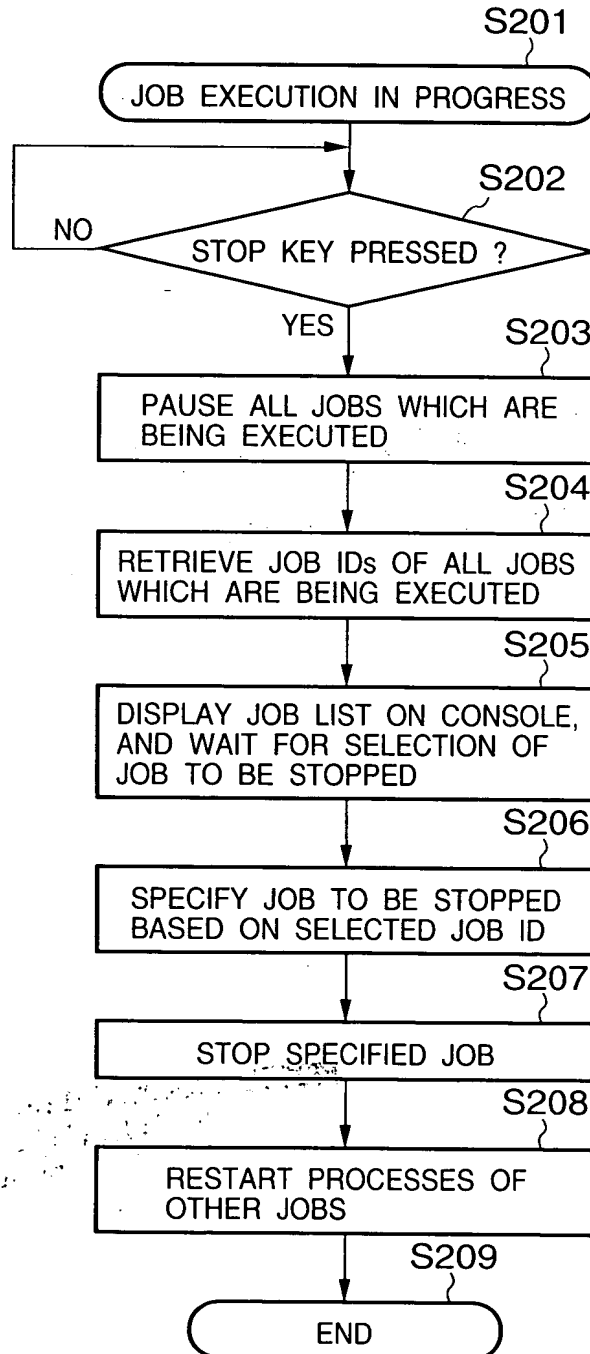 S201
JOB EXECUTION IN PROGRESS
S202
NO
STOP KEY PRESSED ?
YES
S203
PAUSE ALL JOBS WHICH ARE
BEING EXECUTED
S204
RETRIEVE JOB IDs OF ALL JOBS
WHICH ARE BEING EXECUTED
S205
DISPLAY JOB LIST ON CONSOLE,
AND WAIT FOR SELECTION OF
JOB TO BE STOPPED
S206
SPECIFY JOB TO BE STOPPED
BASED ON SELECTED JOB ID
S207
STOP SPECIFIED JOB
S208
RESTART PROCESSES OF
OTHER JOBS
S209
END